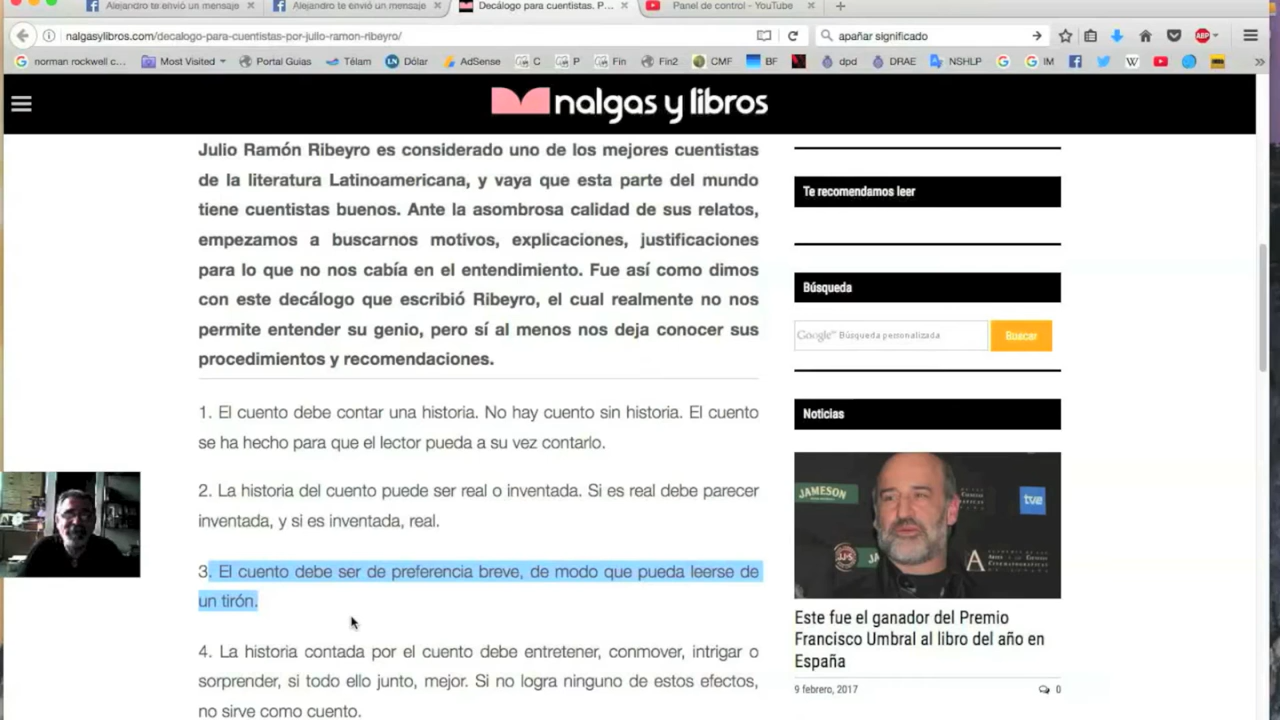 Alejandro te envió un mensaje
Alejandro te envió un mensaje
Decálogo para cuentistas. P...
Panel de control - YouTube
nalgasylibros.com/decalogo-para-cuentistas-por-julio-ramon-ribeyro/
apañar significado
ABP
norman rockwell c...
Most Visited
Portal Guias
Télam
LN Dólar
AdSense
C
P
Fin
Fin2
CMF
BF
dpd
DRAE
NSHLP
IM
nalgas y libros
Julio Ramón Ribeyro es considerado uno de los mejores cuentistas
de la literatura Latinoamericana, y vaya que esta parte del mundo
tiene cuentistas buenos. Ante la asombrosa calidad de sus relatos,
empezamos a buscarnos motivos, explicaciones, justificaciones
para lo que no nos cabía en el entendimiento. Fue así como dimos
con este decálogo que escribió Ribeyro, el cual realmente no nos
permite entender su genio, pero sí al menos nos deja conocer sus
procedimientos y recomendaciones.
1. El cuento debe contar una historia. No hay cuento sin historia. El cuento
se ha hecho para que el lector pueda a su vez contarlo.
2. La historia del cuento puede ser real o inventada. Si es real debe parecer
inventada, y si es inventada, real.
3. El cuento debe ser de preferencia breve, de modo que pueda leerse de
un tirón.
4. La historia contada por el cuento debe entretener, conmover, intrigar o
sorprender, si todo ello junto, mejor. Si no logra ninguno de estos efectos,
no sirve como cuento.
Te recomendamos leer
Búsqueda
Google™ Búsqueda personalizada
Buscar
Noticias
JAMESON
tve
Este fue el ganador del Premio
Francisco Umbral al libro del año en
España
9 febrero, 2017
0